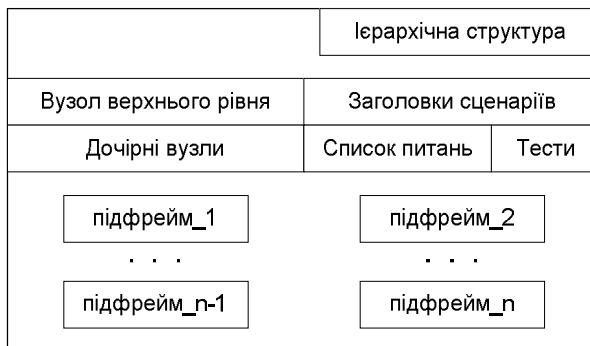 Ієрархічна структура
Вузол верхнього рівня Заголовки сценаріїв
Дочірні вузли Список питань Тести
підфрейм_1 підфрейм_2
. . . . . .
підфрейм_n-1 підфрейм_n